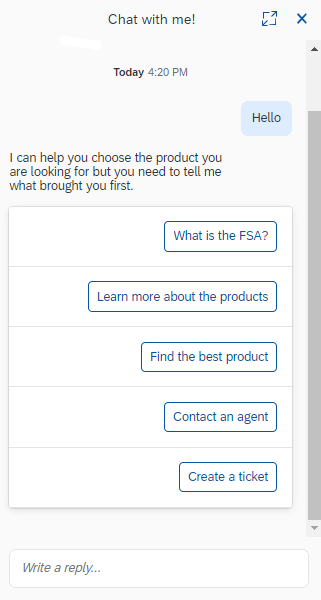 Chat with me!
Today 4:20 PM
Hello
I can help you choose the product you
are looking for but you need to tell me
what brought you first.
What is the FSA?
Learn more about the products
Find the best product
Contact an agent
Create a ticket
Write a reply...